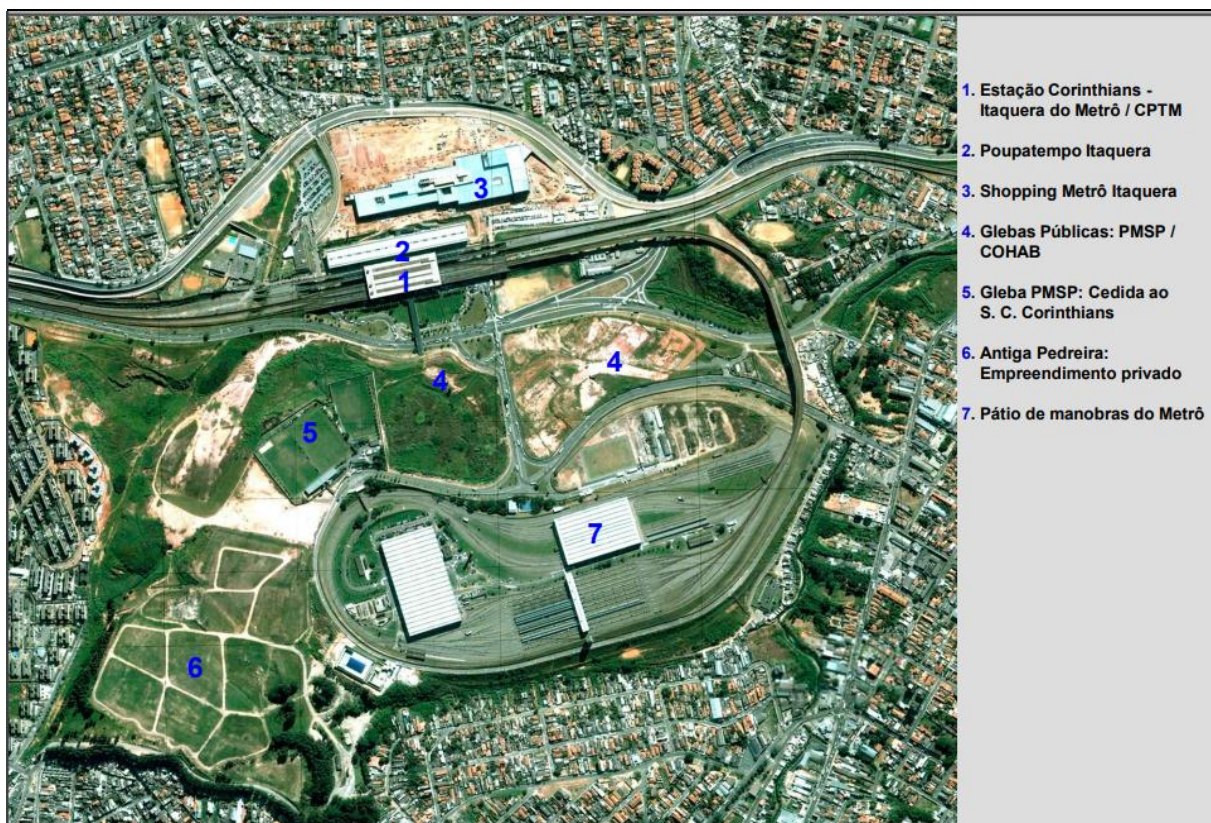 1. Estação Corinthians -
Itaquera do Metrô / CPTM
2. Poupatempo Itaquera
3. Shopping Metrô Itaquera
4. Glebas Públicas: PMSP /
COHAB
5. Gleba PMSP: Cedida ao
S. C. Corinthians
6. Antiga Pedreira:
Empreendimento privado
7. Pátio de manobras do Metrô
3
2
1
4
4
5
7
6